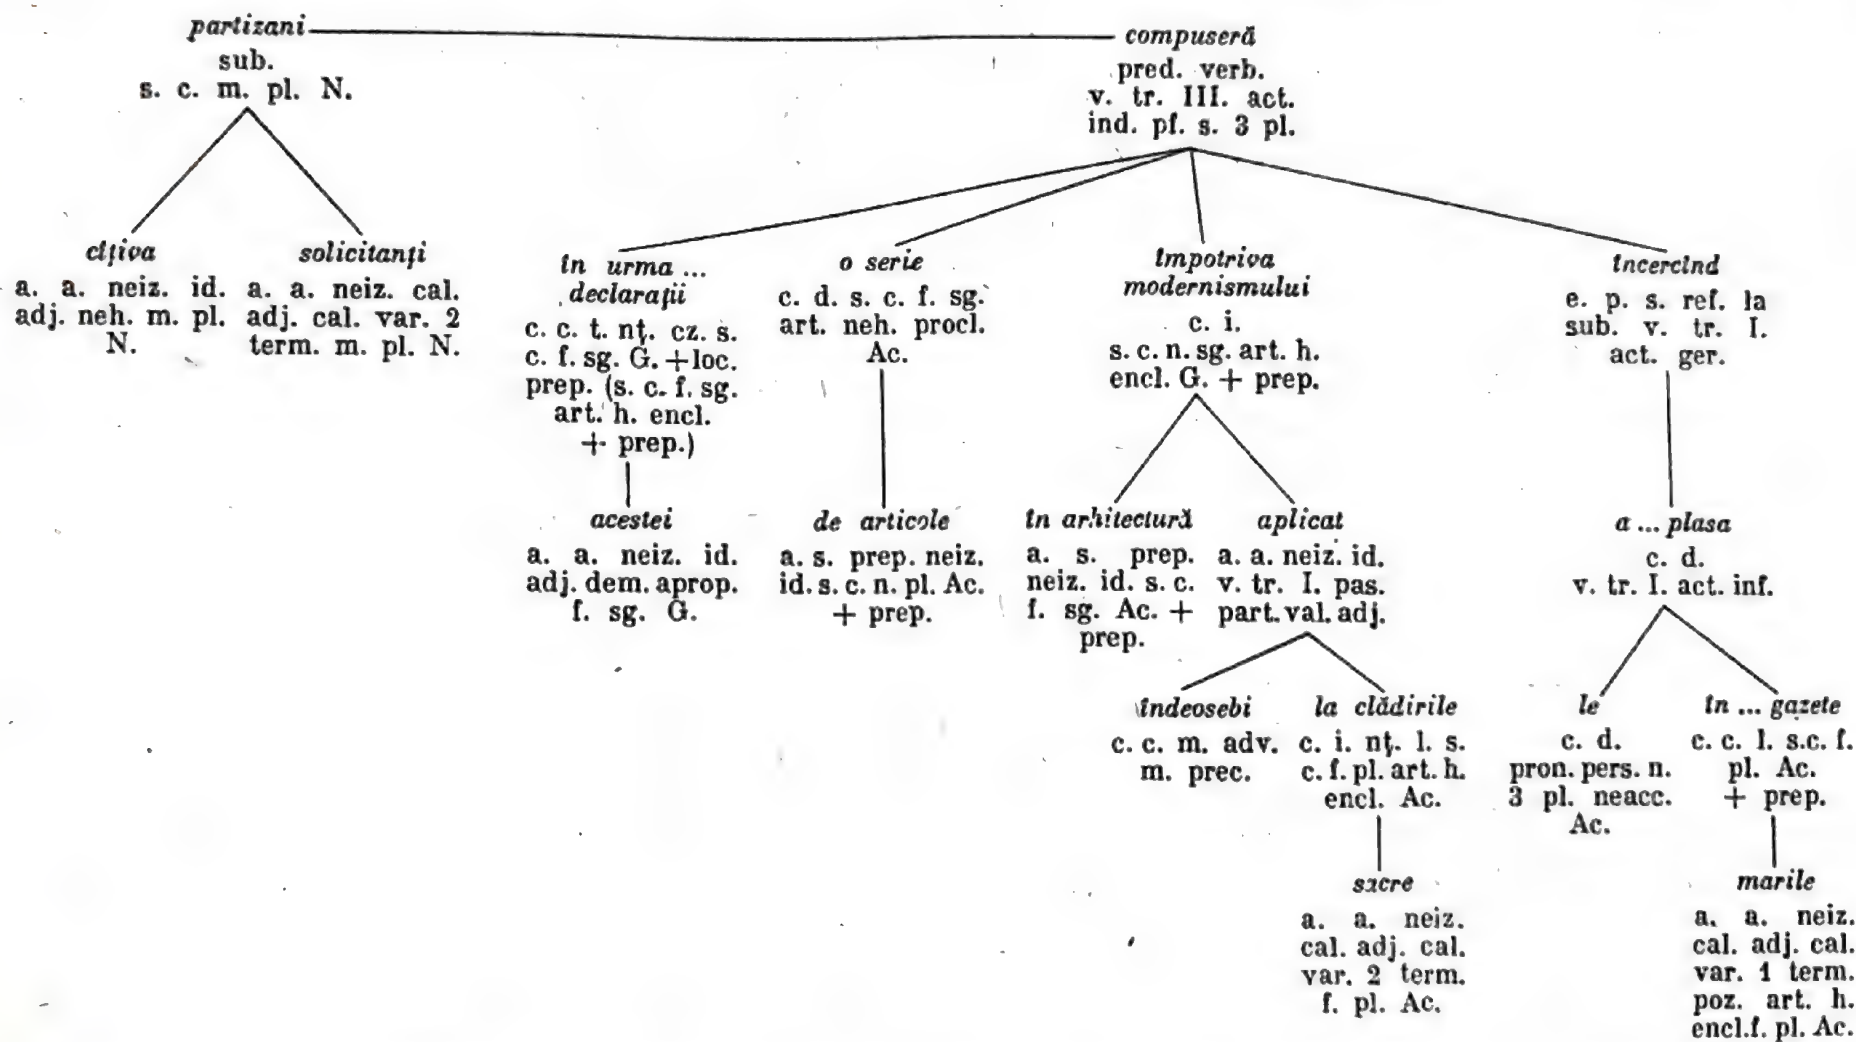 partizani
sub.
s. c. m. pl. N.
compuseră
pred. verb.
v. tr. III. act.
ind. pf. s. 3 pl.
cîțiva
a. a. neiz. id.
adj. neh. m. pl.
N.
solicitanți
a. a. neiz. cal.
adj. cal. var. 2
term. m. pl. N.
în urma ...
declarații
c. c. t. nț. cz. s.
c. f. sg. G. +loc.
prep. (s. c. f. sg.
art. h. encl.
+ prep.)
o serie
c. d. s. c. f. sg.
art. neh. procl.
Ac.
împotriva
modernismului
c. i.
s. c. n. sg. art. h.
encl. G. + prep.
încercînd
e. p. s. ref. la
sub. v. tr. I.
act. ger.
acestei
a. a. neiz. id.
adj. dem. aprop.
f. sg. G.
de articole
a. s. prep. neiz.
id. s. c. n. pl. Ac.
+ prep.
în arhitectură
a. s. prep.
neiz. id. s. c.
f. sg. Ac. +
prep.
aplicat
a. a. neiz. id.
v. tr. I. pas.
part. val. adj.
a ... plasa
c. d.
v. tr. I. act. inf.
îndeosebi
c. c. m. adv.
m. prec.
la clădirile
c. i. nț. l. s.
c. f. pl. art. h.
encl. Ac.
le
c. d.
pron. pers. n.
3 pl. neacc.
Ac.
în ... gazete
c. c. l. s.c. f.
pl. Ac.
+ prep.
sacre
a. a. neiz.
cal. adj. cal.
var. 2 term.
f. pl. Ac.
marile
a. a. neiz.
cal. adj. cal.
var. 1 term.
poz. art. h.
encl.f. pl. Ac.